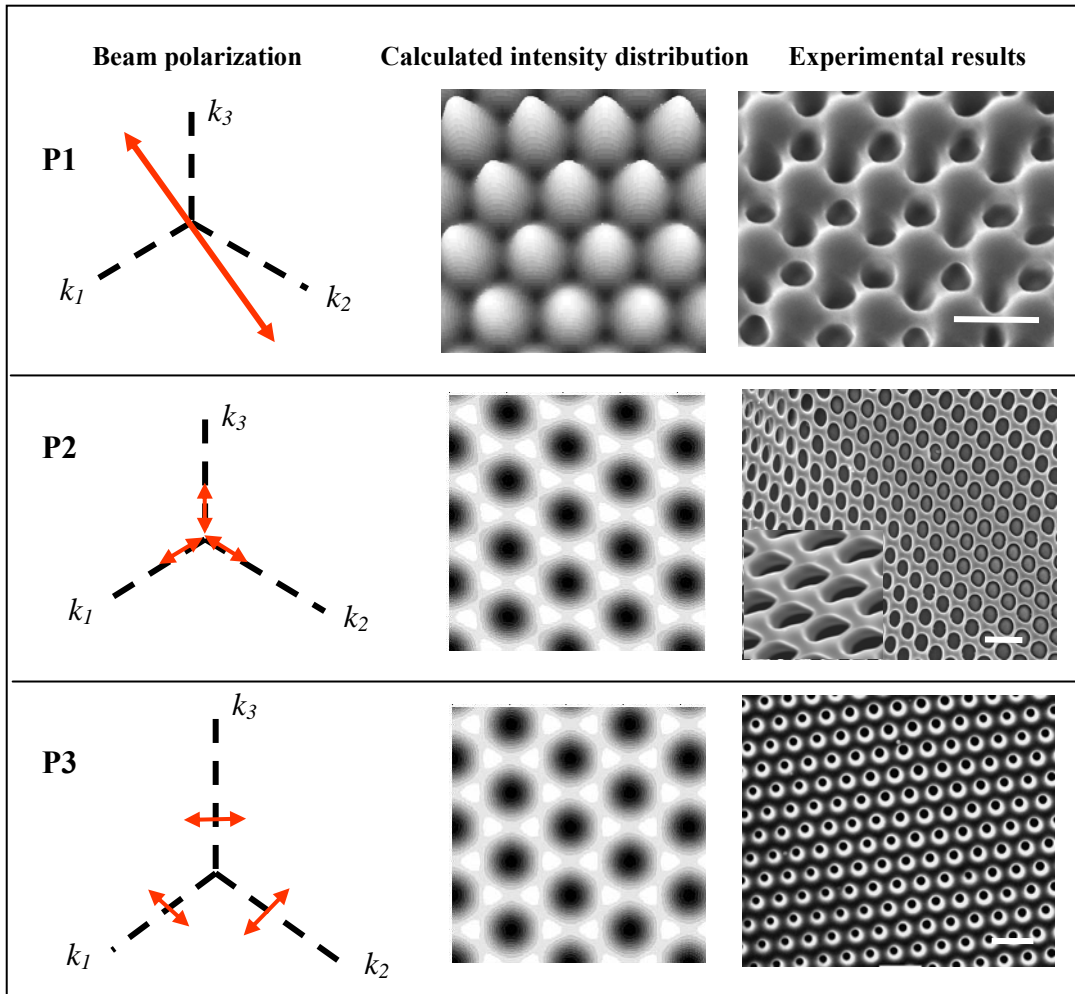 Beam polarization
Calculated intensity distribution
Experimental results
P1
k3
k1
k2
P2
k3
k1
k2
P3
k3
k1
k2